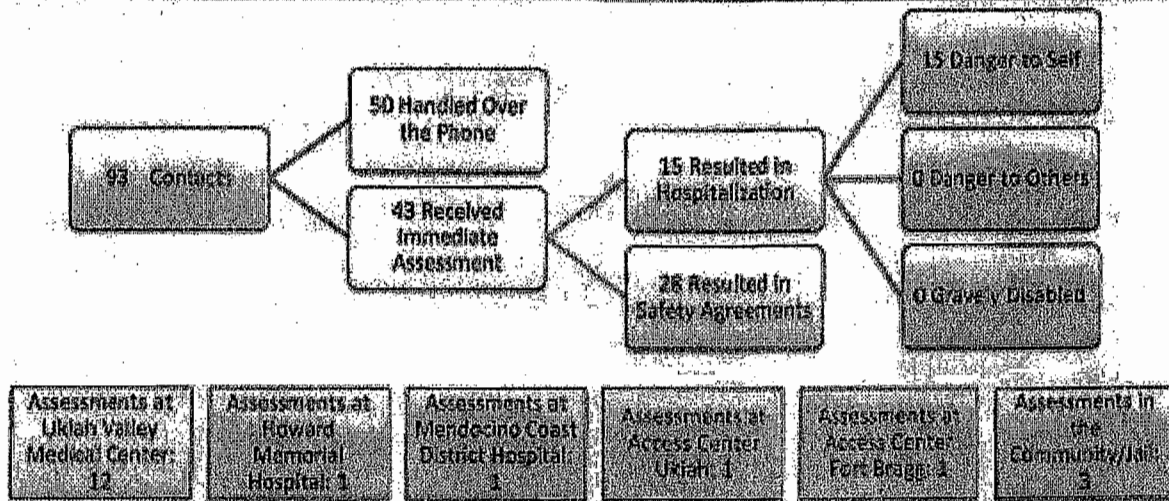 93 Contacts
50 Handled Over
the Phone
43 Received
Immediate
Assessment
15 Resulted in
Hospitalization
28 Resulted in
Safety Agreements
15 Danger to Self
0 Danger to Others
0 Gravely Disabled
Assessments at
Ukiah Valley
Medical Center:
12
Assessments at
Howard
Memorial
Hospital: 1
Assessments at
Mendocino Coast
District Hospital:
1
Assessments at
Access Center
Ukiah: 1
Assessments at
Access Center
Fort Bragg: 1
Assessments in
the
Community/Jail:
3